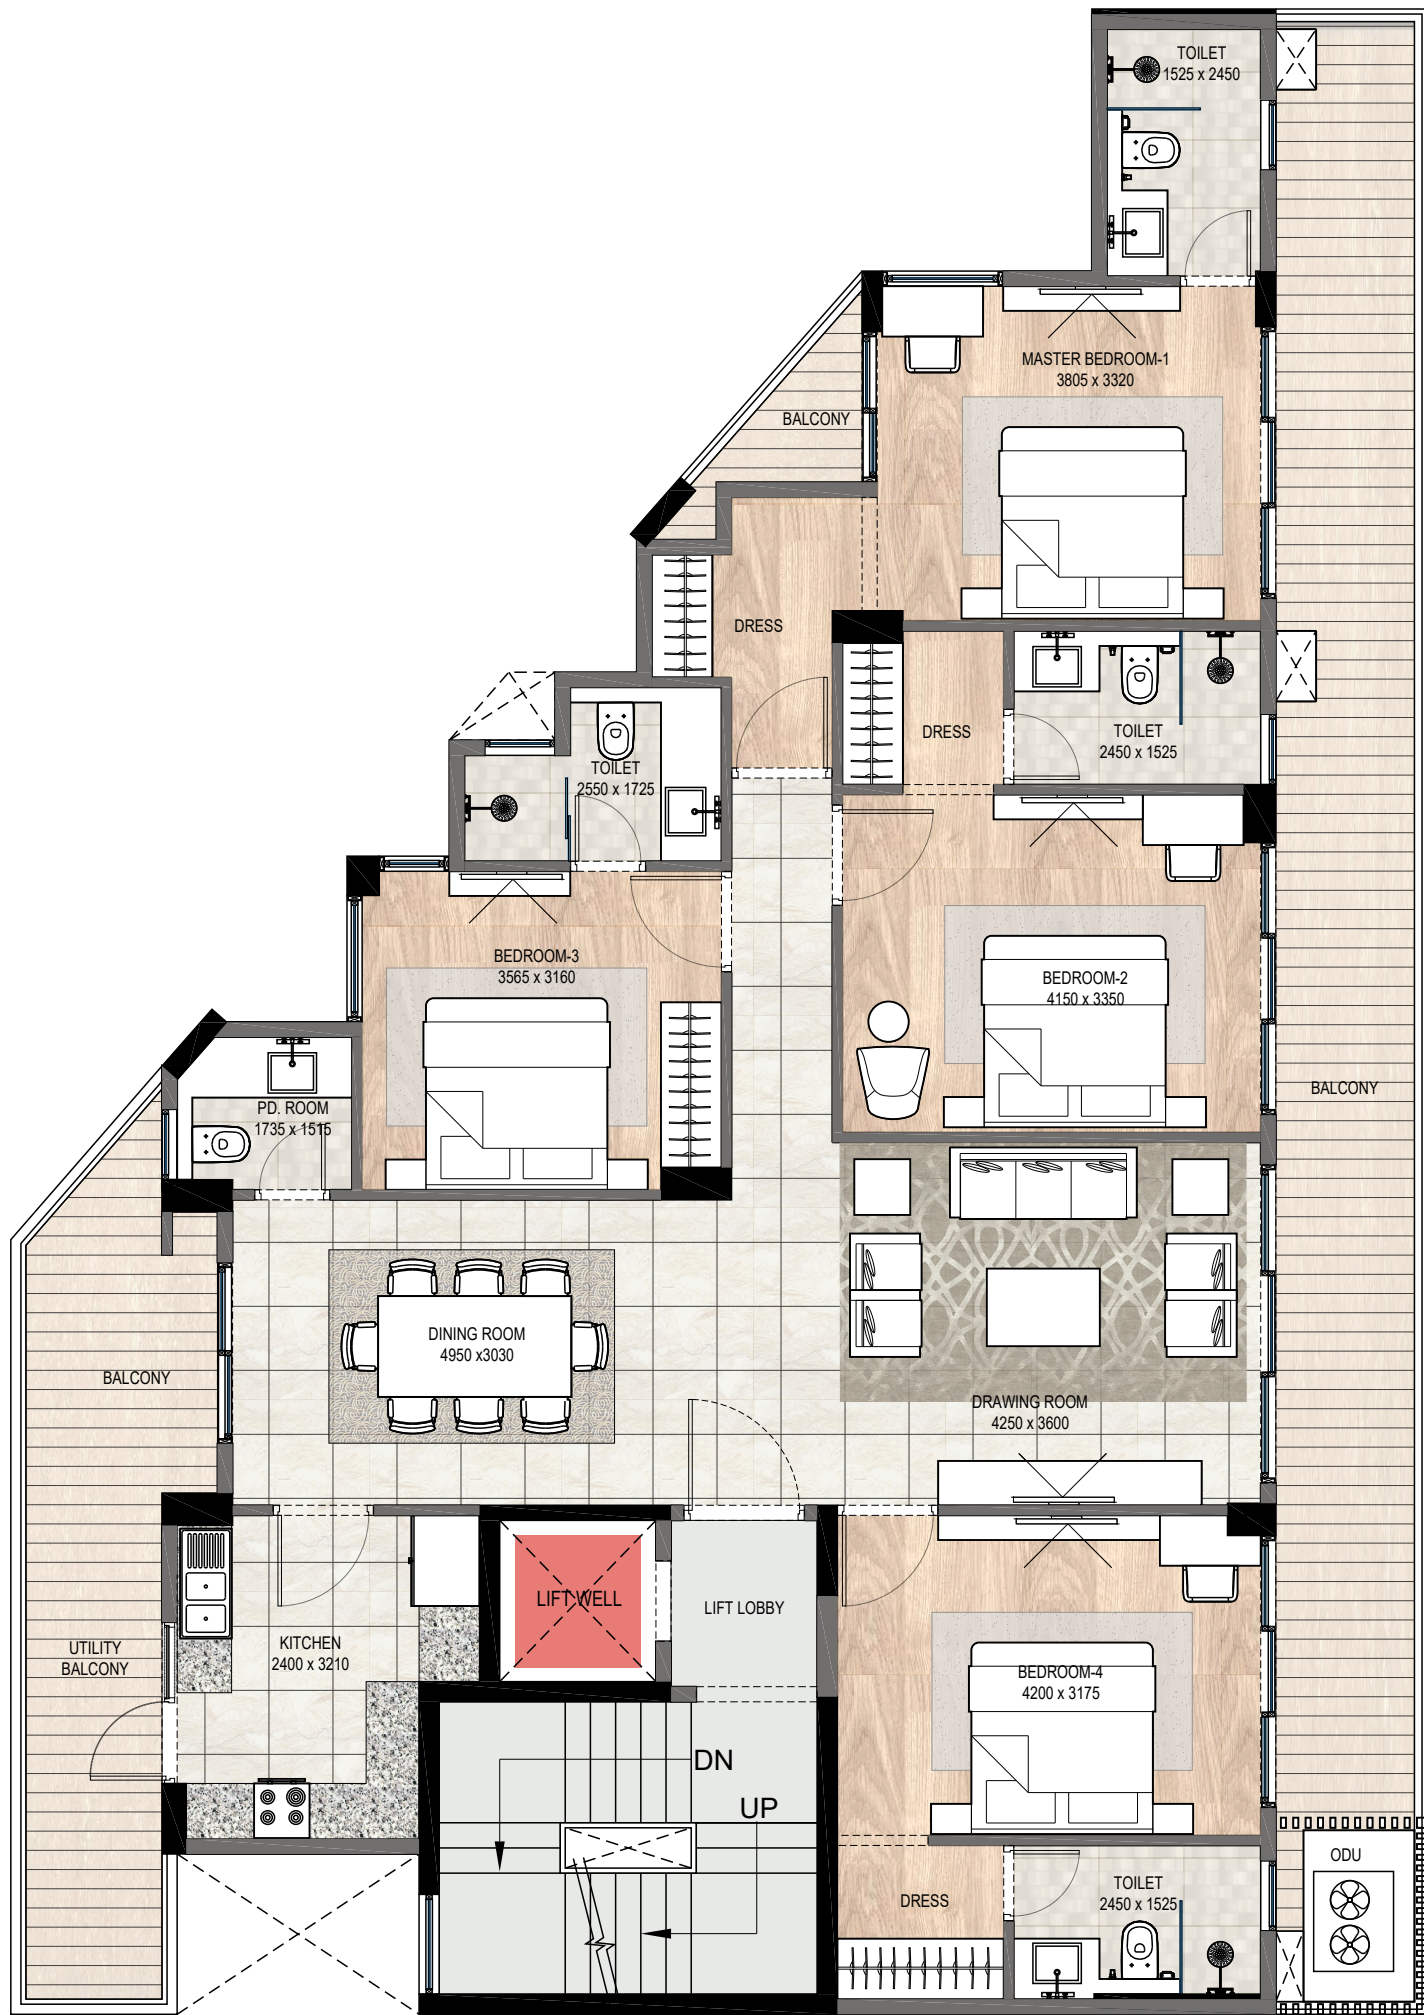 TOILET
1525 x 2450
MASTER BEDROOM-1
3805 x 3320
BALCONY
DRESS
DRESS
TOILET
2450 x 1525
TOILET
2550 x 1725
BEDROOM-3
3565 x 3160
BEDROOM-2
4150 x 3350
BALCONY
PD. ROOM
1735 x 1515
DINING ROOM
4950 x3030
BALCONY
DRAWING ROOM
4250 x 3600
LIFT WELL
LIFT LOBBY
UTILITY
BALCONY
KITCHEN
2400 x 3210
BEDROOM-4
4200 x 3175
DN
UP
ODU
DRESS
TOILET
2450 x 1525